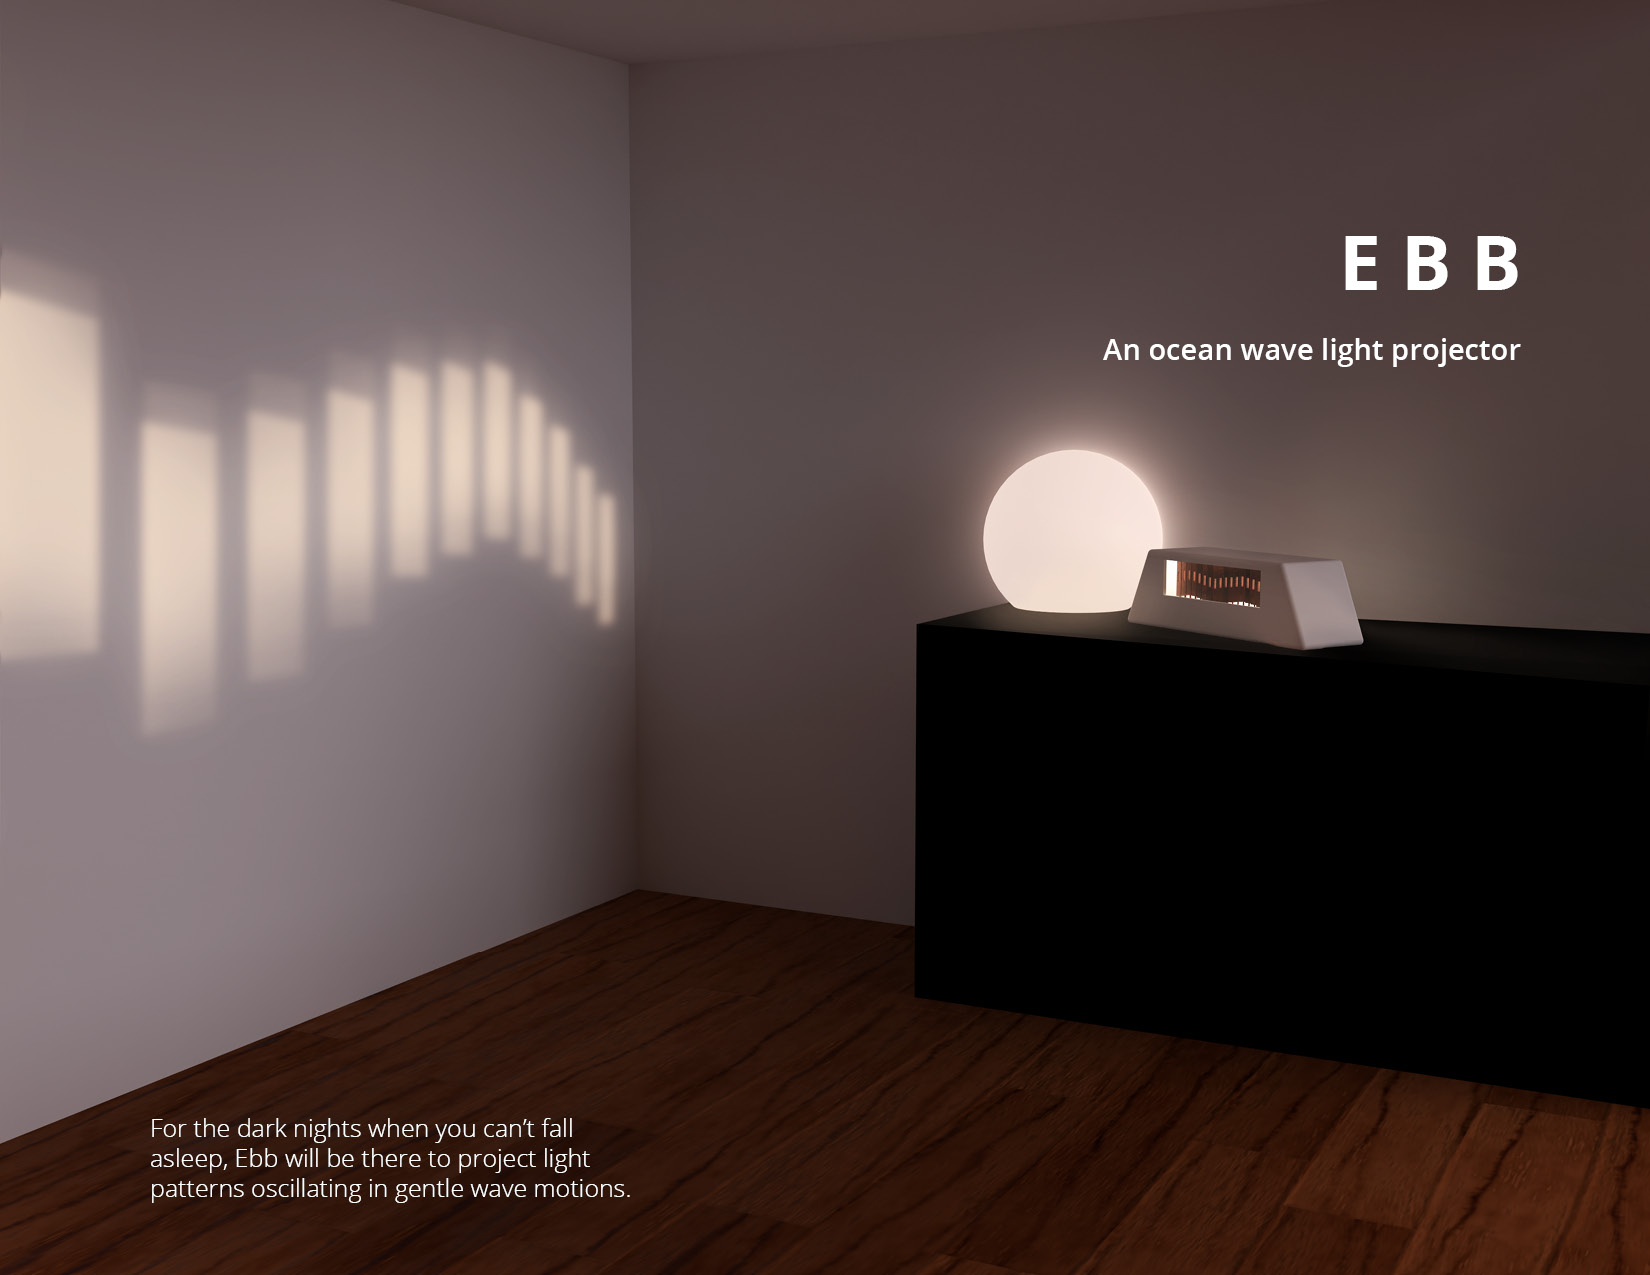 E B B
An ocean wave light projector
For the dark nights when you can’t fall
asleep, Ebb will be there to project light
patterns oscillating in gentle wave motions.